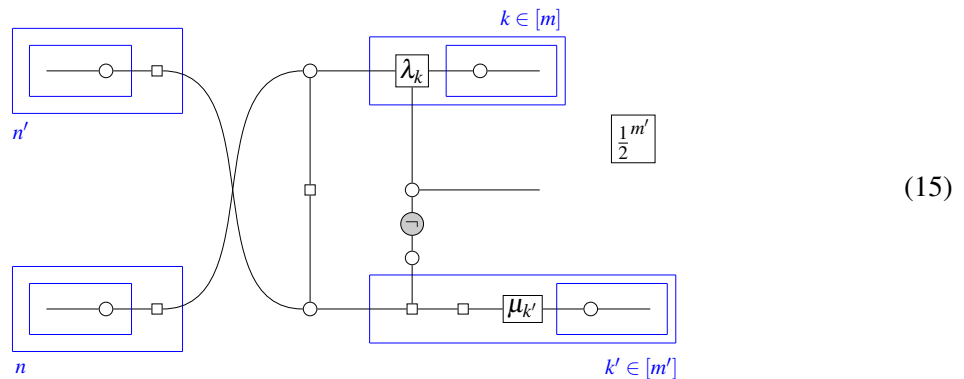 k ∈ [m]
λ_k
n′
1/2 ^{m′}
(15)
¬
μ_{k′}
n
k′ ∈ [m′]